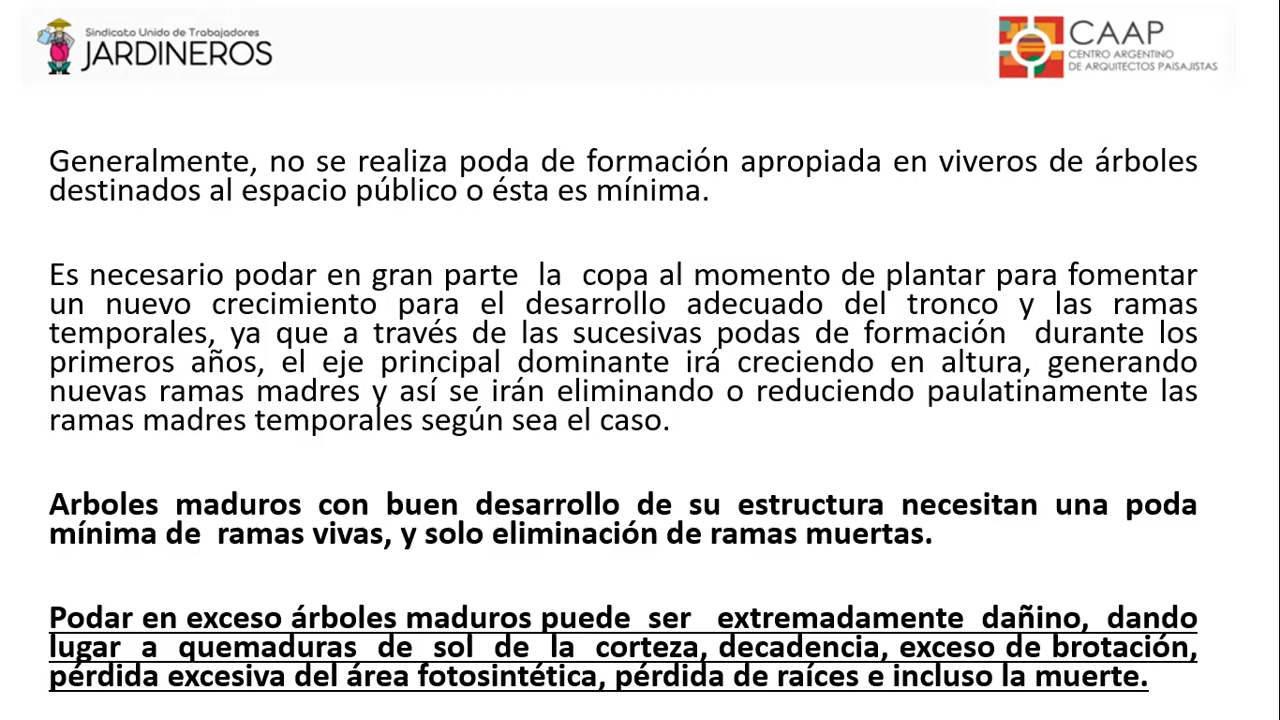 Sindicato Unido de Trabajadores
JARDINEROS
CAAP
CENTRO ARGENTINO
DE ARQUITECTOS PAISAJISTAS
Generalmente, no se realiza poda de formación apropiada en viveros de árboles
destinados al espacio público o ésta es mínima.
Es necesario podar en gran parte la copa al momento de plantar para fomentar
un nuevo crecimiento para el desarrollo adecuado del tronco y las ramas
temporales, ya que a través de las sucesivas podas de formación durante los
primeros años, el eje principal dominante irá creciendo en altura, generando
nuevas ramas madres y así se irán eliminando o reduciendo paulatinamente las
ramas madres temporales según sea el caso.
Arboles maduros con buen desarrollo de su estructura necesitan una poda
mínima de ramas vivas, y solo eliminación de ramas muertas.
Podar en exceso árboles maduros puede ser extremadamente dañino, dando
lugar a quemaduras de sol de la corteza, decadencia, exceso de brotación,
pérdida excesiva del área fotosintética, pérdida de raíces e incluso la muerte.